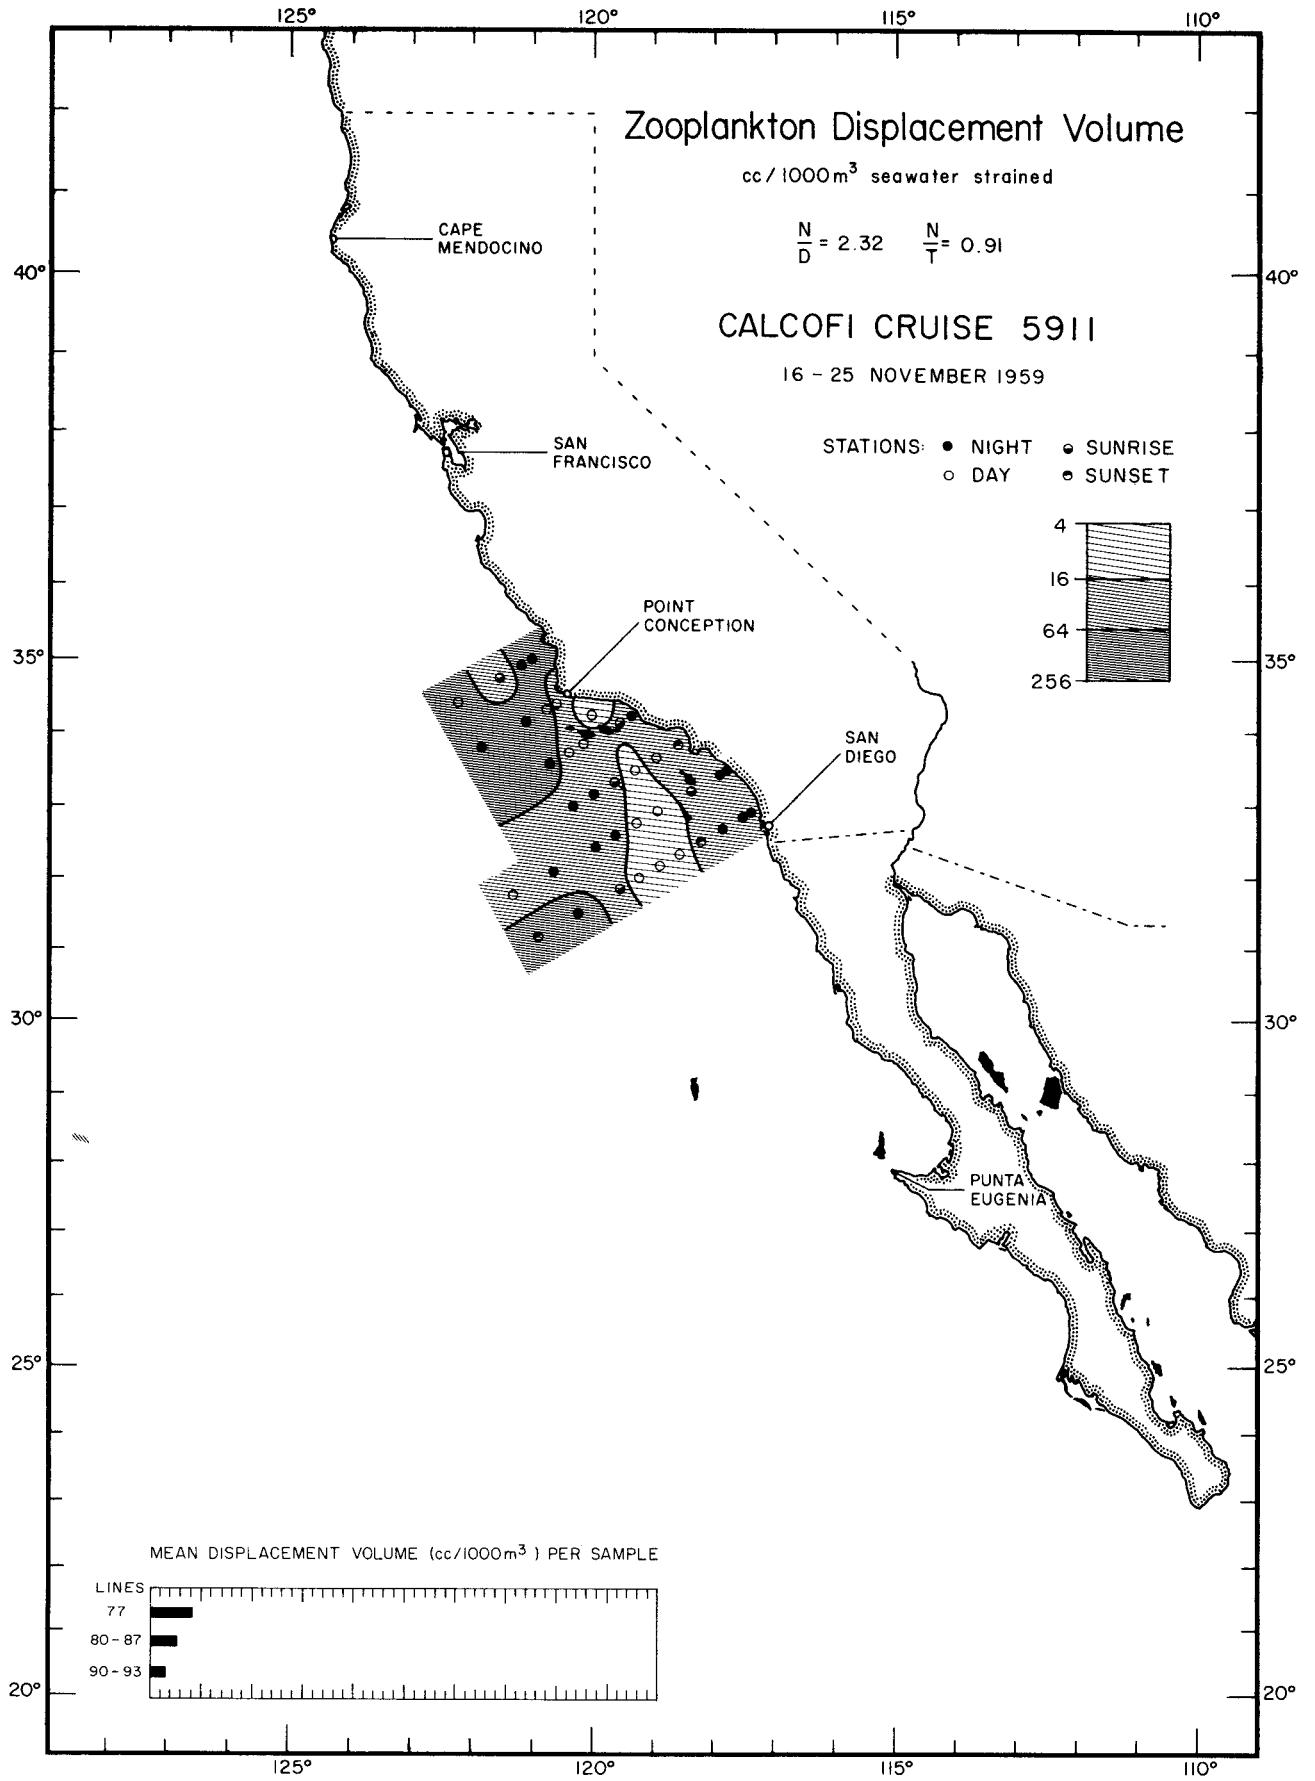 125° 120° 115° 110°
Zooplankton Displacement Volume
cc/1000m³ seawater strained
N/D = 2.32 N/T = 0.91
CALCOFI CRUISE 5911
16 - 25 NOVEMBER 1959
STATIONS: NIGHT SUNRISE
DAY SUNSET
4
16
64
256
CAPE
MENDOCINO
40° 40°
SAN
FRANCISCO
POINT
CONCEPTION
35° 35°
SAN
DIEGO
30° 30°
PUNTA
EUGENIA
25° 25°
MEAN DISPLACEMENT VOLUME (cc/1000m³) PER SAMPLE
LINES
77
80-87
90-93
20° 20°
125° 120° 115° 110°